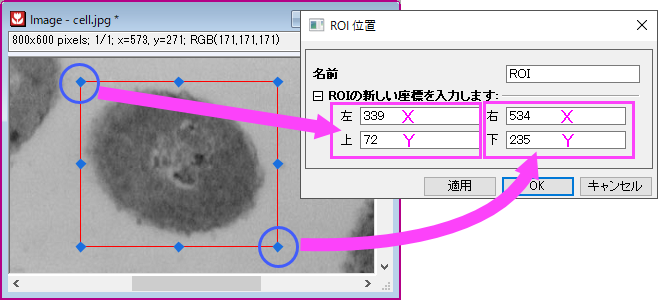 Image - cell.jpg *
800x600 pixels; 1/1; x=573, y=271; RGB(171,171,171)
ROI 位置
名前 ROI
ROIの新しい座標を入力します:
左 339 X 右 534 X
上 72 Y 下 235 Y
適用 OK キャンセル